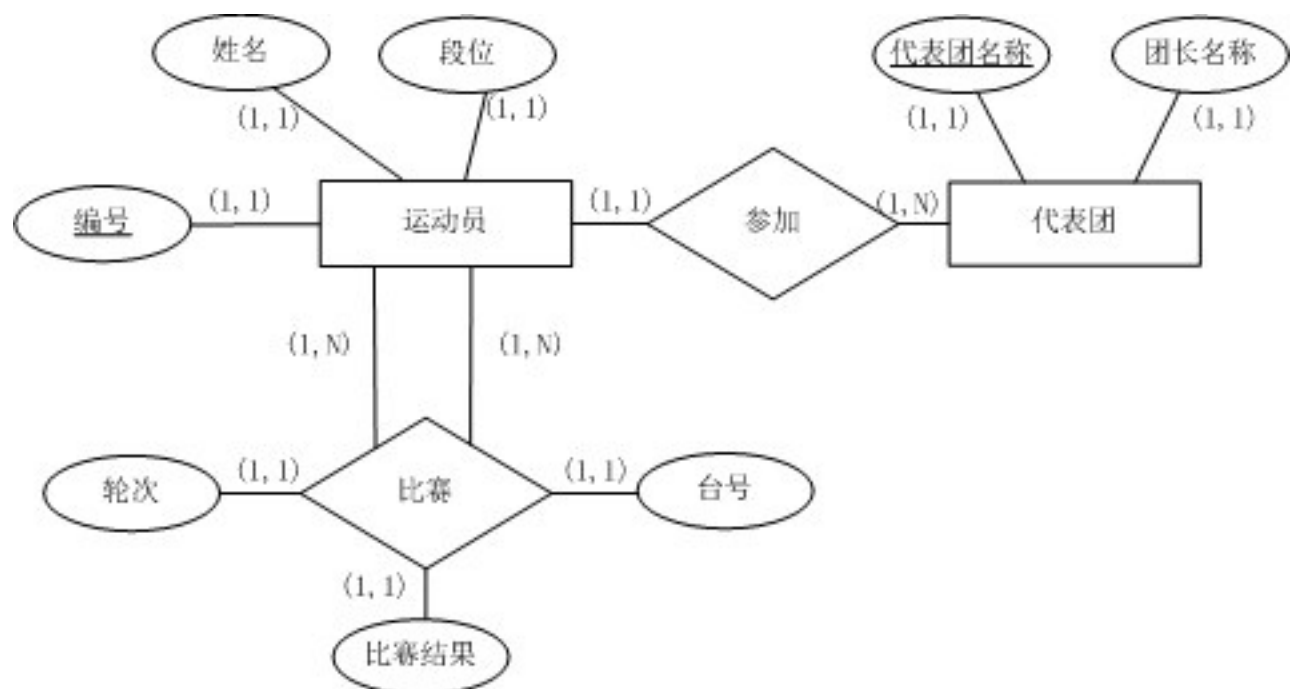 姓名
段位
代表团名称
团长名称
(1,1)
(1,1)
(1,1)
(1,1)
编号
(1,1)
运动员
(1,1)
参加
(1,N)
代表团
(1,N)
(1,N)
轮次
(1,1)
比赛
(1,1)
台号
(1,1)
比赛结果